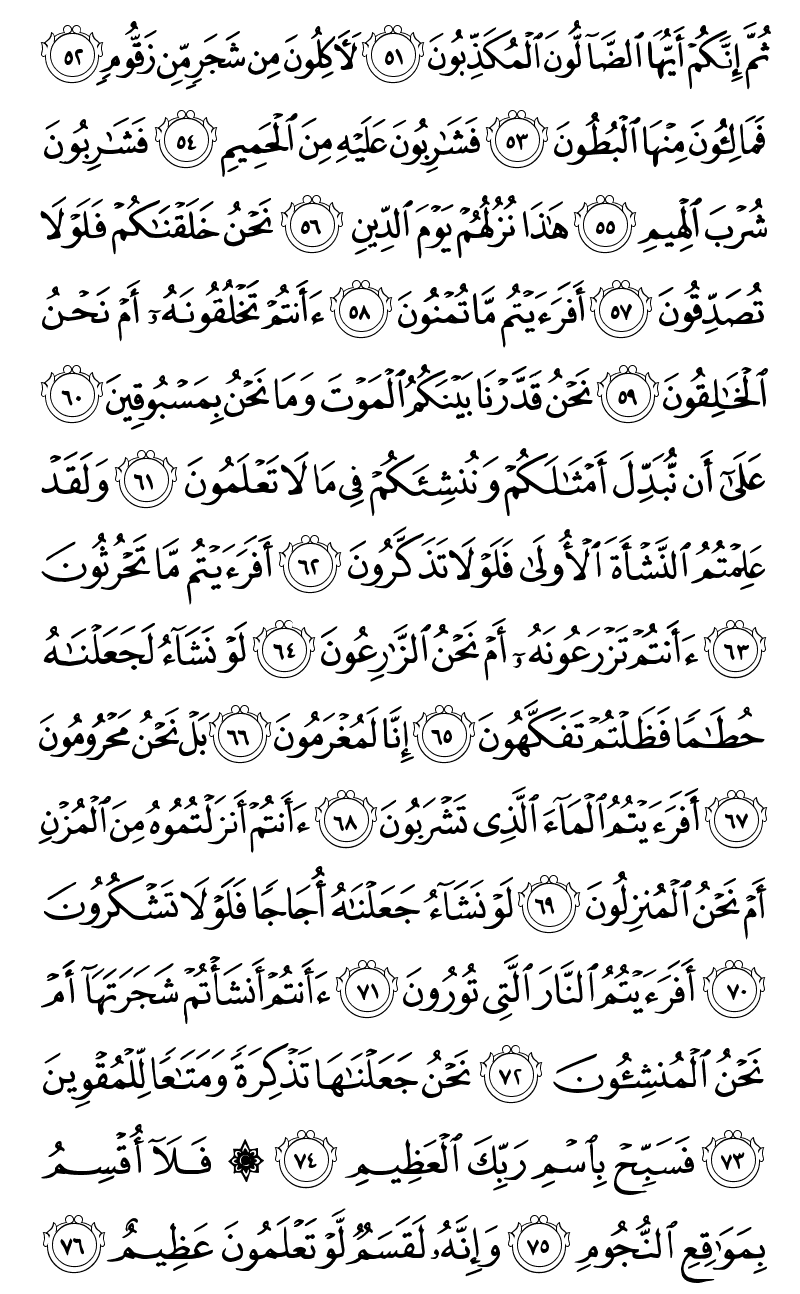 ثُمَّ إِنَّكُمۡ أَيُّهَا ٱلضَّآلُّونَ ٱلۡمُكَذِّبُونَ ٥١ لَأٓكِلُونَ مِن شَجَرٖ مِّن زَقُّومٖ ٥٢
فَمَالِـُٔونَ مِنۡهَا ٱلۡبُطُونَ ٥٣ فَشَٰرِبُونَ عَلَيۡهِ مِنَ ٱلۡحَمِيمِ ٥٤ فَشَٰرِبُونَ
شُرۡبَ ٱلۡهِيمِ ٥٥ هَٰذَا نُزُلُهُمۡ يَوۡمَ ٱلدِّينِ ٥٦ نَحۡنُ خَلَقۡنَٰكُمۡ فَلَوۡلَا
تُصَدِّقُونَ ٥٧ أَفَرَءَيۡتُم مَّا تُمۡنُونَ ٥٨ ءَأَنتُمۡ تَخۡلُقُونَهُۥٓ أَمۡ نَحۡنُ
ٱلۡخَٰلِقُونَ ٥٩ نَحۡنُ قَدَّرۡنَا بَيۡنَكُمُ ٱلۡمَوۡتَ وَمَا نَحۡنُ بِمَسۡبُوقِينَ ٦٠
عَلَىٰٓ أَن نُّبَدِّلَ أَمۡثَٰلَكُمۡ وَنُنشِئَكُمۡ فِي مَا لَا تَعۡلَمُونَ ٦١ وَلَقَدۡ
عَلِمۡتُمُ ٱلنَّشۡأَةَ ٱلۡأُولَىٰ فَلَوۡلَا تَذَكَّرُونَ ٦٢ أَفَرَءَيۡتُم مَّا تَحۡرُثُونَ
٦٣ ءَأَنتُمۡ تَزۡرَعُونَهُۥٓ أَمۡ نَحۡنُ ٱلزَّٰرِعُونَ ٦٤ لَوۡ نَشَآءُ لَجَعَلۡنَٰهُ
حُطَٰمٗا فَظَلۡتُمۡ تَفَكَّهُونَ ٦٥ إِنَّا لَمُغۡرَمُونَ ٦٦ بَلۡ نَحۡنُ مَحۡرُومُونَ
٦٧ أَفَرَءَيۡتُمُ ٱلۡمَآءَ ٱلَّذِي تَشۡرَبُونَ ٦٨ ءَأَنتُمۡ أَنزَلۡتُمُوهُ مِنَ ٱلۡمُزۡنِ
أَمۡ نَحۡنُ ٱلۡمُنزِلُونَ ٦٩ لَوۡ نَشَآءُ جَعَلۡنَٰهُ أُجَاجٗا فَلَوۡلَا تَشۡكُرُونَ
٧٠ أَفَرَءَيۡتُمُ ٱلنَّارَ ٱلَّتِي تُورُونَ ٧١ ءَأَنتُمۡ أَنشَأۡتُمۡ شَجَرَتَهَآ أَمۡ
نَحۡنُ ٱلۡمُنشِـُٔونَ ٧٢ نَحۡنُ جَعَلۡنَٰهَا تَذۡكِرَةٗ وَمَتَٰعٗا لِّلۡمُقۡوِينَ
٧٣ فَسَبِّحۡ بِٱسۡمِ رَبِّكَ ٱلۡعَظِيمِ ٧٤ ۞ فَلَآ أُقۡسِمُ
بِمَوَٰقِعِ ٱلنُّجُومِ ٧٥ وَإِنَّهُۥ لَقَسَمٞ لَّوۡ تَعۡلَمُونَ عَظِيمٌ ٧٦